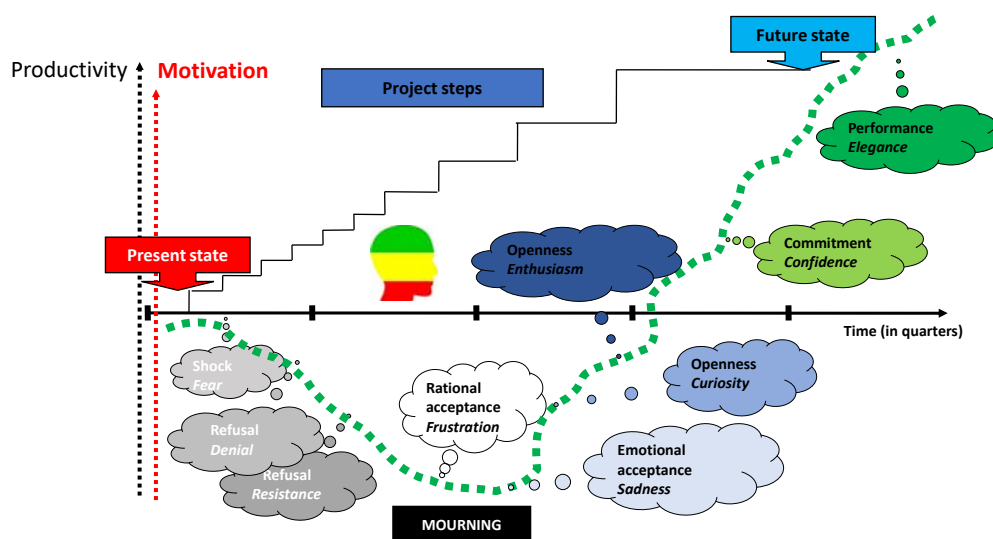 Future state
Productivity
Motivation
Project steps
Performance
Elegance
Present state
Openness
Enthusiasm
Commitment
Confidence
Time (in quarters)
Shock
Fear
Rational
acceptance
Frustration
Openness
Curiosity
Refusal
Denial
Emotional
acceptance
Sadness
Refusal
Resistance
MOURNING